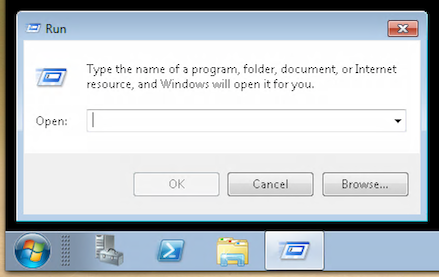 Run
Type the name of a program, folder, document, or Internet
resource, and Windows will open it for you.
Open:
OK Cancel Browse...